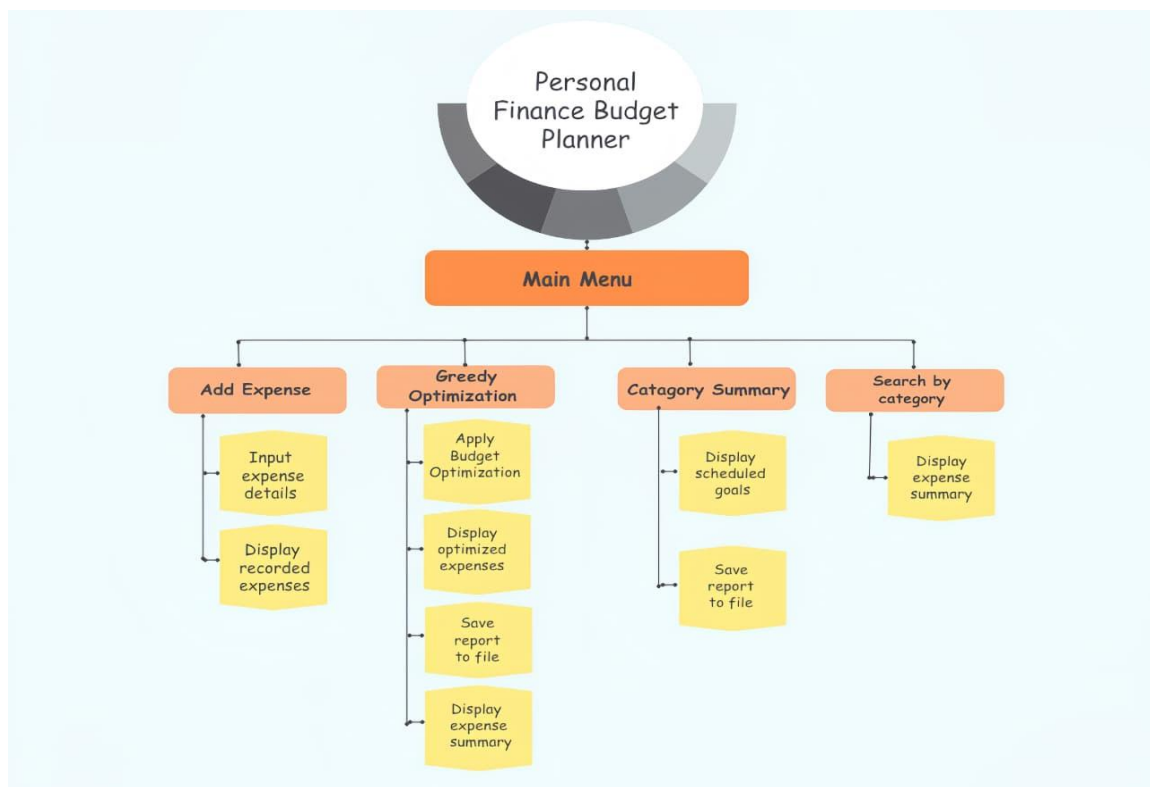 Personal
Finance Budget
Planner
Main Menu
Add Expense
Input
expense
details
Display
recorded
expenses
Greedy
Optimization
Apply
Budget
Optimization
Display
optimized
expenses
Save
report
to file
Display
expense
summary
Catagory Summary
Display
scheduled
goals
Save
report
to file
Search by
category
Display
expense
summary